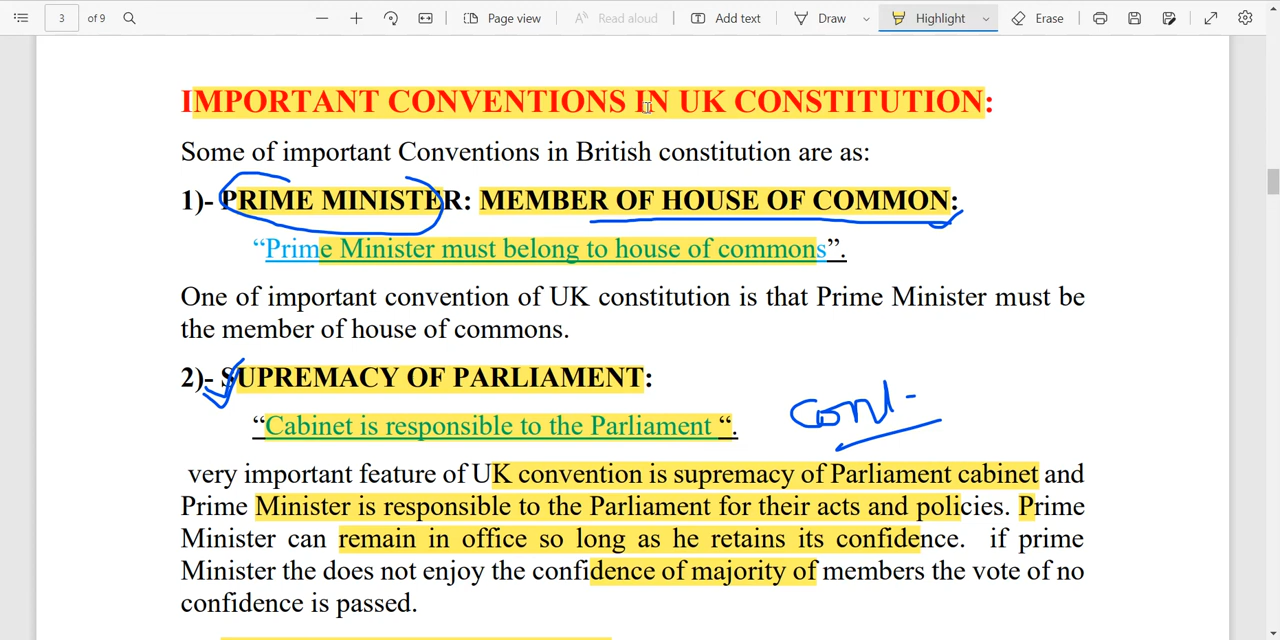 3 of 9 Page view Read aloud Add text Draw Highlight Erase
IMPORTANT CONVENTIONS IN UK CONSTITUTION:
Some of important Conventions in British constitution are as:
1)- PRIME MINISTER: MEMBER OF HOUSE OF COMMON:
“Prime Minister must belong to house of commons”.
One of important convention of UK constitution is that Prime Minister must be
the member of house of commons.
2)- SUPREMACY OF PARLIAMENT:
“Cabinet is responsible to the Parliament “.
very important feature of UK convention is supremacy of Parliament cabinet and
Prime Minister is responsible to the Parliament for their acts and policies. Prime
Minister can remain in office so long as he retains its confidence. if prime
Minister the does not enjoy the confidence of majority of members the vote of no
confidence is passed.